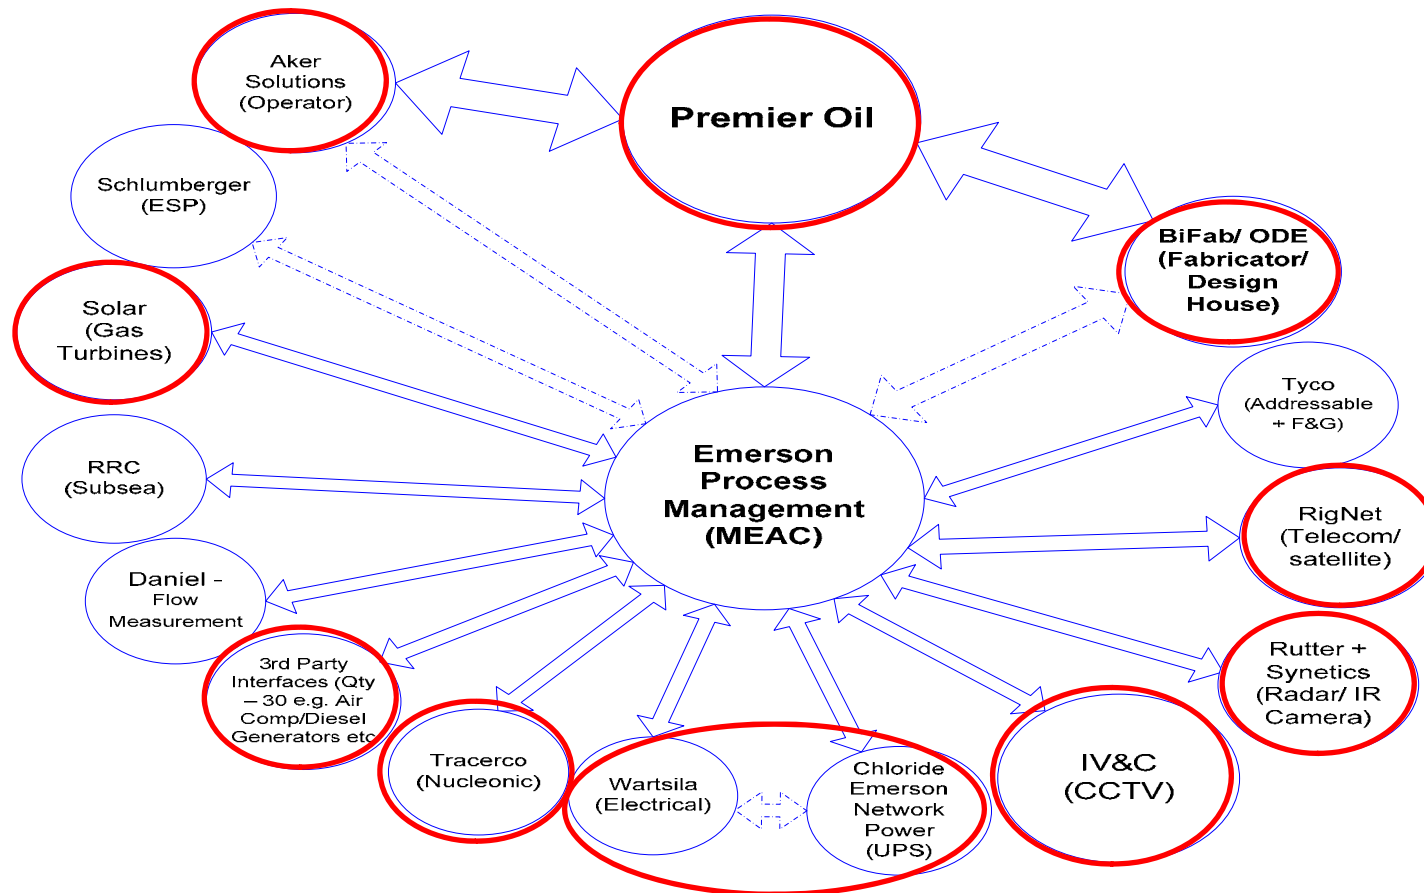 Aker
Solutions
(Operator)
Premier Oil
Schlumberger
(ESP)
BiFab/ ODE
(Fabricator/
Design
House)
Solar
(Gas
Turbines)
Tyco
(Addressable
+ F&G)
Emerson
Process
Management
(MEAC)
RRC
(Subsea)
RigNet
(Telecom/
satellite)
Daniel -
Flow
Measurement
3rd Party
Interfaces (Qty
– 30 e.g. Air
Comp/Diesel
Generators etc
Rutter +
Synetics
(Radar/ IR
Camera)
Tracerco
(Nucleonic)
Wartsila
(Electrical)
Chloride
Emerson
Network
Power
(UPS)
IV&C
(CCTV)